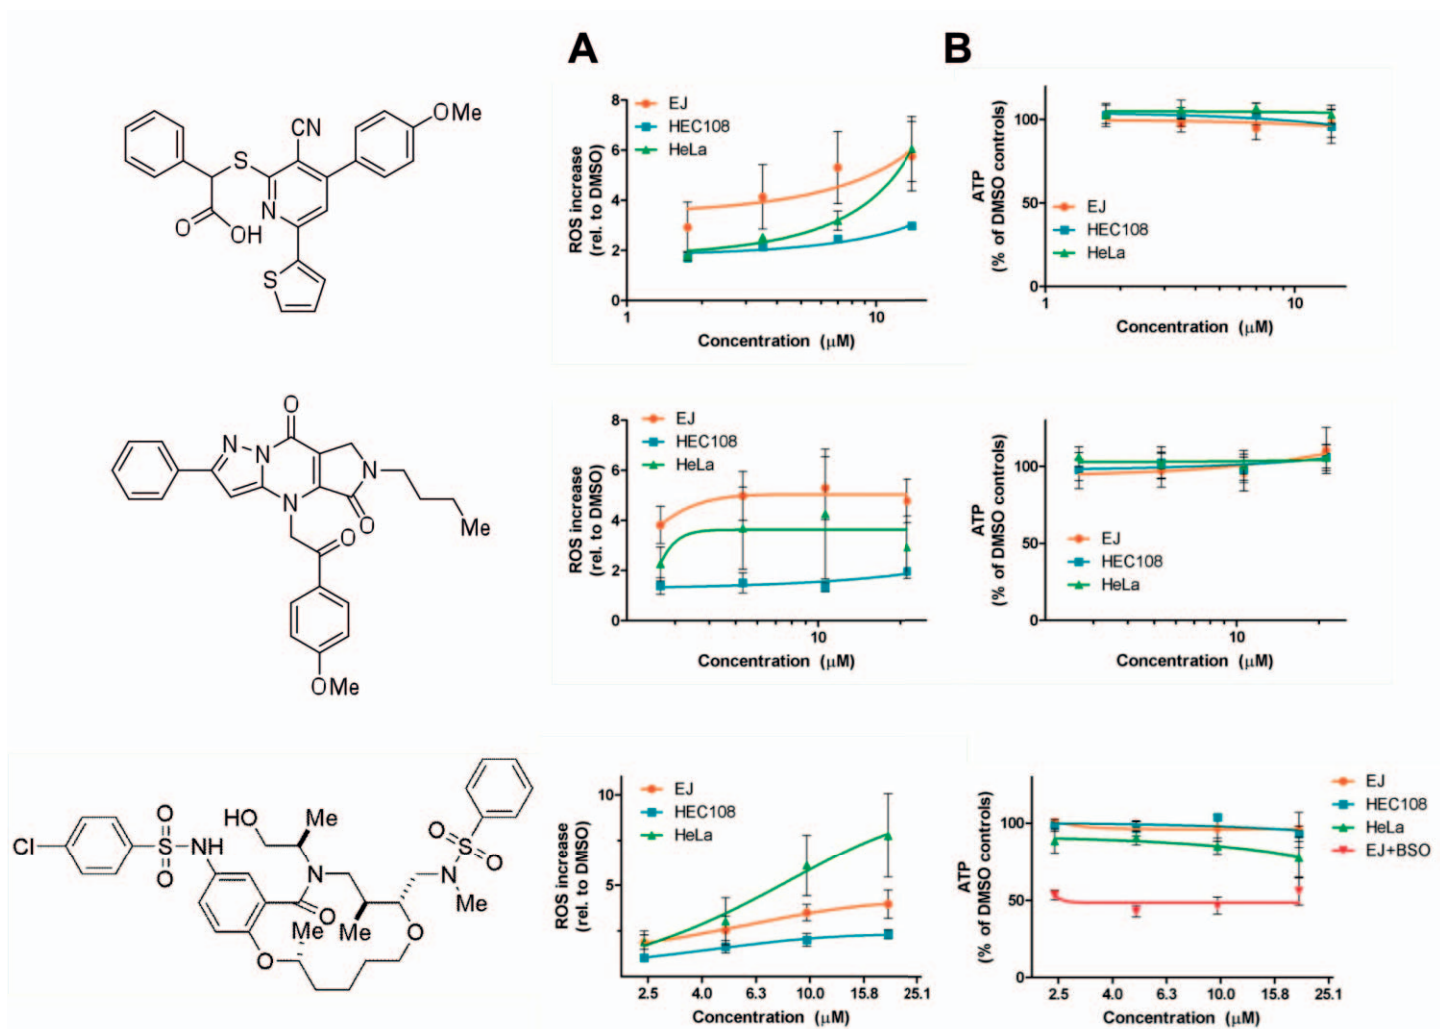 A
B
OMe
CN
S
N
O
OH
S
8
6
4
2
0
ROS increase
(rel. to DMSO)
EJ
HEC108
HeLa
1
10
Concentration (μM)
100
50
0
ATP
(% of DMSO controls)
EJ
HEC108
HeLa
1
10
Concentration (μM)
O
N
N
N
N
O
Me
O
OMe
8
6
4
2
0
ROS increase
(rel. to DMSO)
EJ
HEC108
HeLa
10
Concentration (μM)
100
50
0
ATP
(% of DMSO controls)
EJ
HEC108
HeLa
10
Concentration (μM)
Cl
O
S
O
NH
HO
Me
N
O
Me
O
Me
O
N
Me
O
S
O
10
5
ROS increase
(rel. to DMSO)
EJ
HEC108
HeLa
2.5 4.0 6.3 10.0 15.8 25.1
Concentration (μM)
100
50
0
ATP
(% of DMSO controls)
EJ
HEC108
HeLa
EJ+BSO
2.5 4.0 6.3 10.0 15.8 25.1
Concentration (μM)